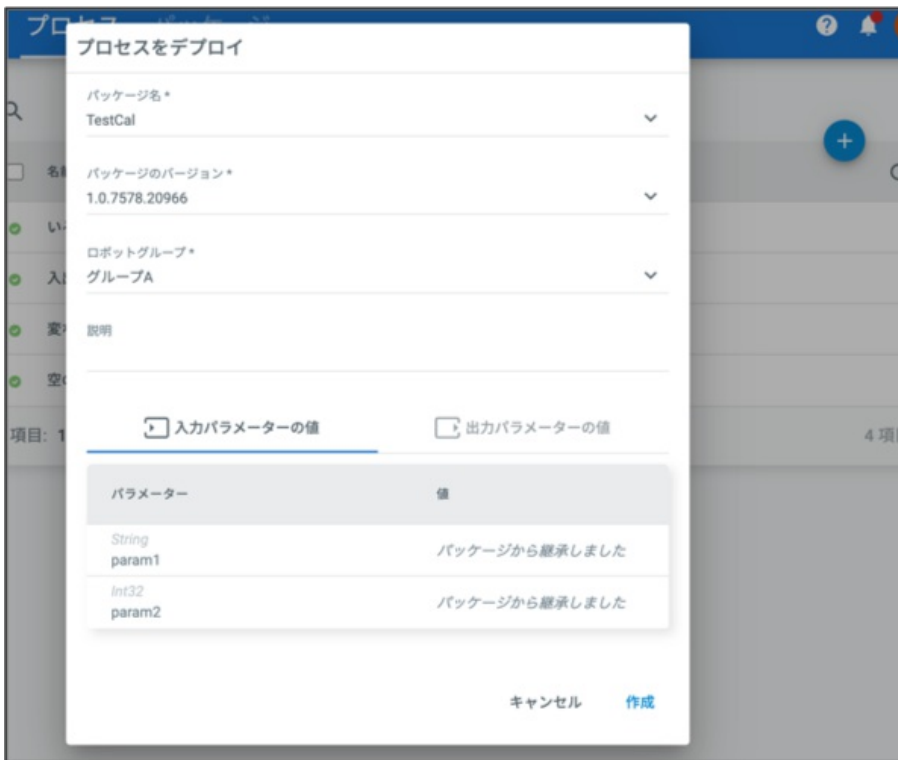 プロセスをデプロイ
パッケージ名 *
TestCal
パッケージのバージョン *
1.0.7578.20966
ロボットグループ *
グループA
説明
入力パラメーターの値
出力パラメーターの値
パラメーター
値
String
param1
パッケージから継承しました
Int32
param2
パッケージから継承しました
キャンセル
作成
項目: 1
4 項